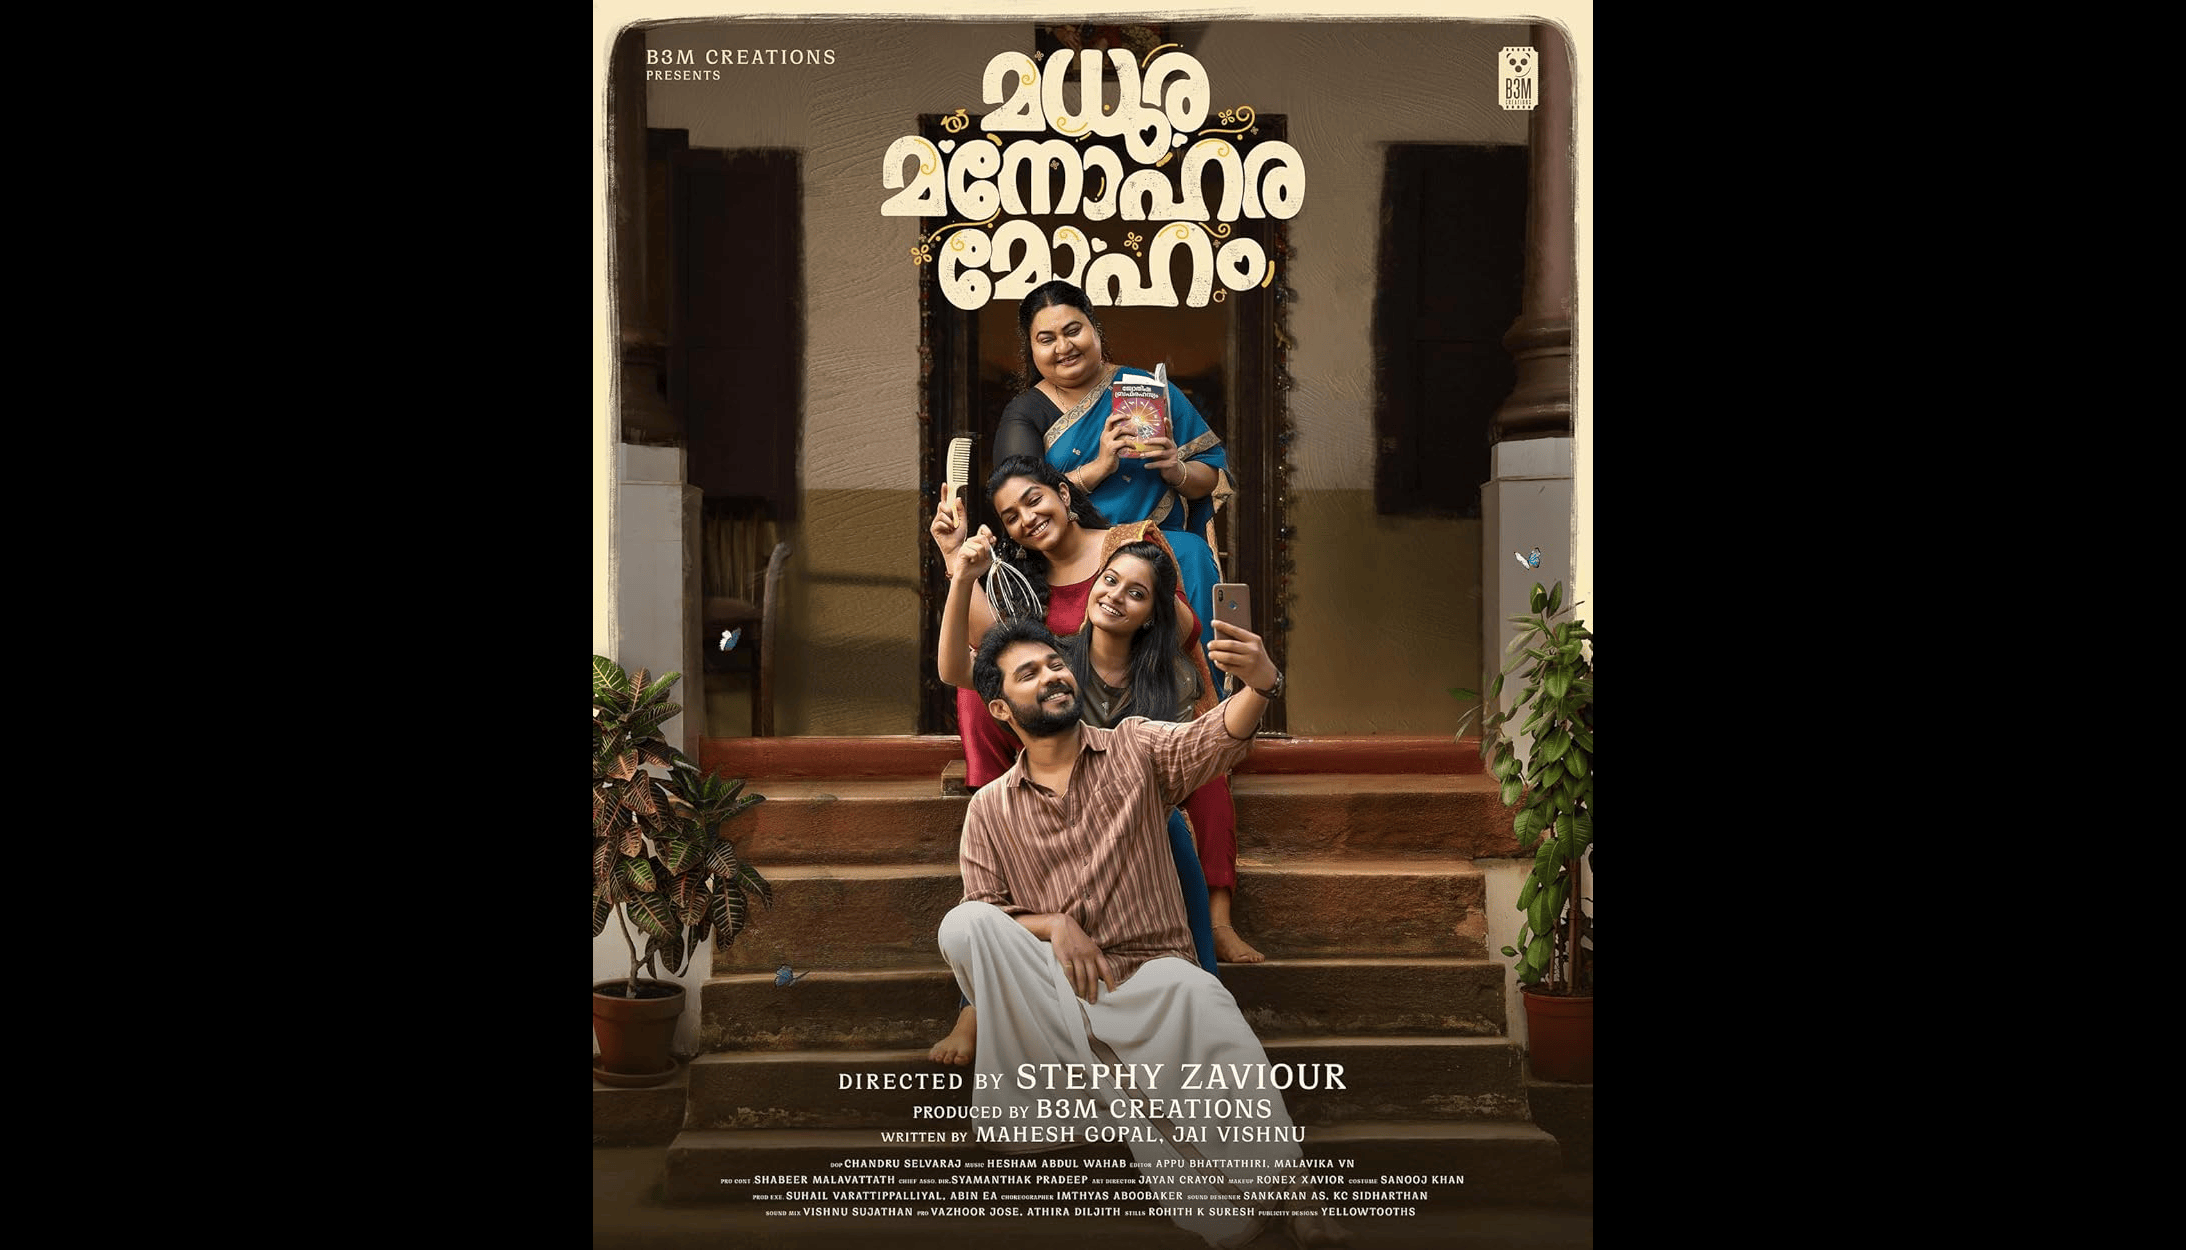 B3M CREATIONS
PRESENTS
B3M
CREATIONS
മധുര
മനോഹര
മോഹം
ജ്യോതിഷ
DIRECTED BY STEPHY ZAVIOUR
PRODUCED BY B3M CREATIONS
WRITTEN BY MAHESH GOPAL, JAI VISHNU
DOP CHANDRU SELVARAJ MUSIC HESHAM ABDUL WAHAB EDITOR APPU BHATTATHIRI, MALAVIKA VN
PRO CONT. SHABEER MALAVATTATH CHIEF ASSO. DIR. SYAMANTHAK PRADEEP ART DIRECTOR JAYAN CRAYON MAKEUP RONEX XAVIOR COSTUME SANOOJ KHAN
PROD EXE. SUHAIL VARATTIPPALLIYAL, ABIN EA CHOREOGRAPHER IMTHYAS ABOOBAKER SOUND DESIGNER SANKARAN AS, KC SIDHARTHAN
SOUND MIX VISHNU SUJATHAN PRO VAZHOOR JOSE, ATHIRA DILJITH STILLS ROHITH K SURESH PUBLICITY DESIGNS YELLOWTOOTHS